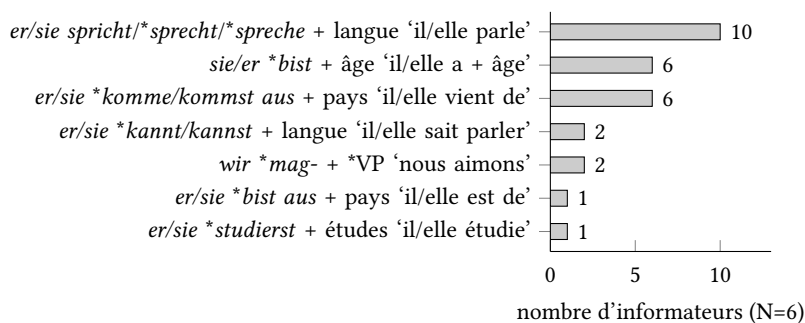 er/sie spricht/*sprecht/*spreche + langue ‘il/elle parle’ 10
sie/er *bist + âge ‘il/elle a + âge’ 6
er/sie *komme/kommst aus + pays ‘il/elle vient de’ 6
er/sie *kannt/kannst + langue ‘il/elle sait parler’ 2
wir *mag- + *VP ‘nous aimons’ 2
er/sie *bist aus + pays ‘il/elle est de’ 1
er/sie *studierst + études ‘il/elle étudie’ 1
0 5 10
nombre d’informateurs (N=6)